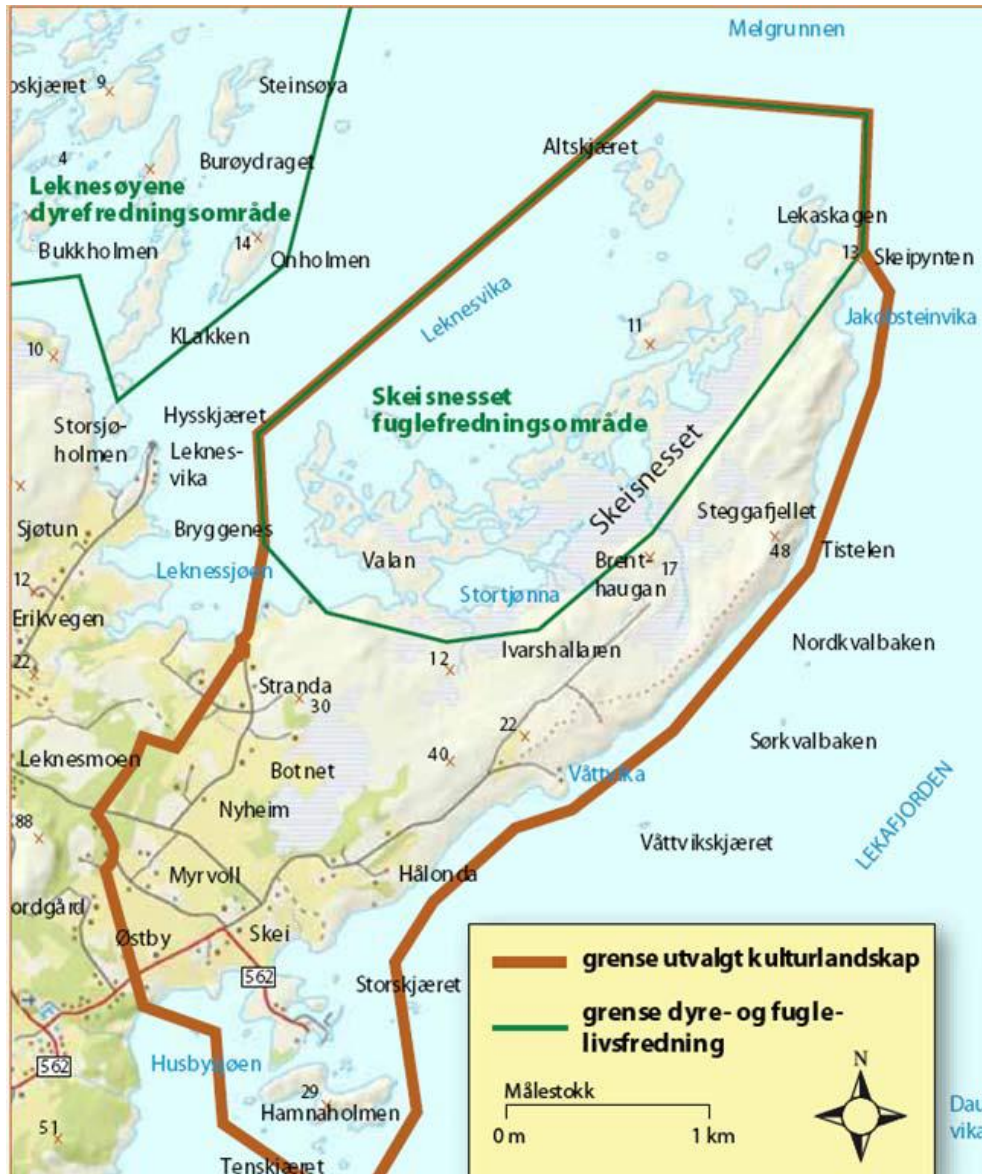 Melgrunnen
oskjæret
9
Steinsøya
Altskjæret
4
Burøydraget
Leknesøyene
dyrefredningsområde
Lekaskagen
Bukkholmen
14
Onholmen
13
Skeipynten
Leknesvika
Jakobsteinvika
KLakken
11
10
Skeisnesset
fuglefredningsområde
Hysskjæret
Storsjø-
holmen
Leknes-
vika
Skeisnesset
Steggafjellet
Sjøtun
Bryggenes
Valan
Brent-
haugan
17
48
Tistelen
Leknessjøen
12
Stortjønna
Erikvegen
Ivarshallaren
Nordkvalbaken
22
12
Stranda
30
22
Sørkvalbaken
Leknesmoen
Botnet
40
Våttvika
Nyheim
LEKAFJORDEN
88
Våttvikskjæret
Myrvoll
Hålonda
ordgård
Østby
Skei
562
Storskjæret
grense utvalgt kulturlandskap
grense dyre- og fugle-
livsfredning
Husbysjøen
562
29
Hamnaholmen
Målestokk
N
0 m
1 km
Dau
vika
51
Tenskjæret